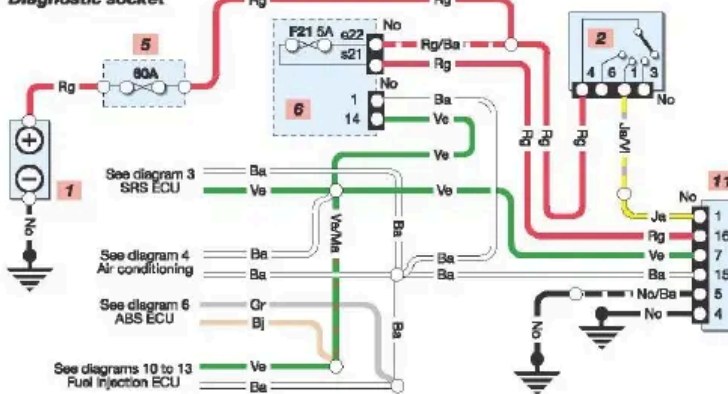 Diagnostic socket
Rg
Rg
5
60A
Rg
F21 5A
e22
s21
6
1
14
No
No
Rg/Ba
Rg
Ba
Ve
Ve
2
4 6 1 3
No
Rg
Rg
Rg
Ja/Vi
1
No
See diagram 3
SRS ECU
Ba
Ve
Ve
Ve/Ma
Ba
See diagram 4
Air conditioning
Ba
Ba
Ba
Ba
See diagram 6
ABS ECU
Gr
Bj
Ba
See diagrams 10 to 13
Fuel Injection ECU
Ve
Ba
11
No
Ja
Rg
Ve
Ba
No/Ba
No
1
16
7
15
5
4
No